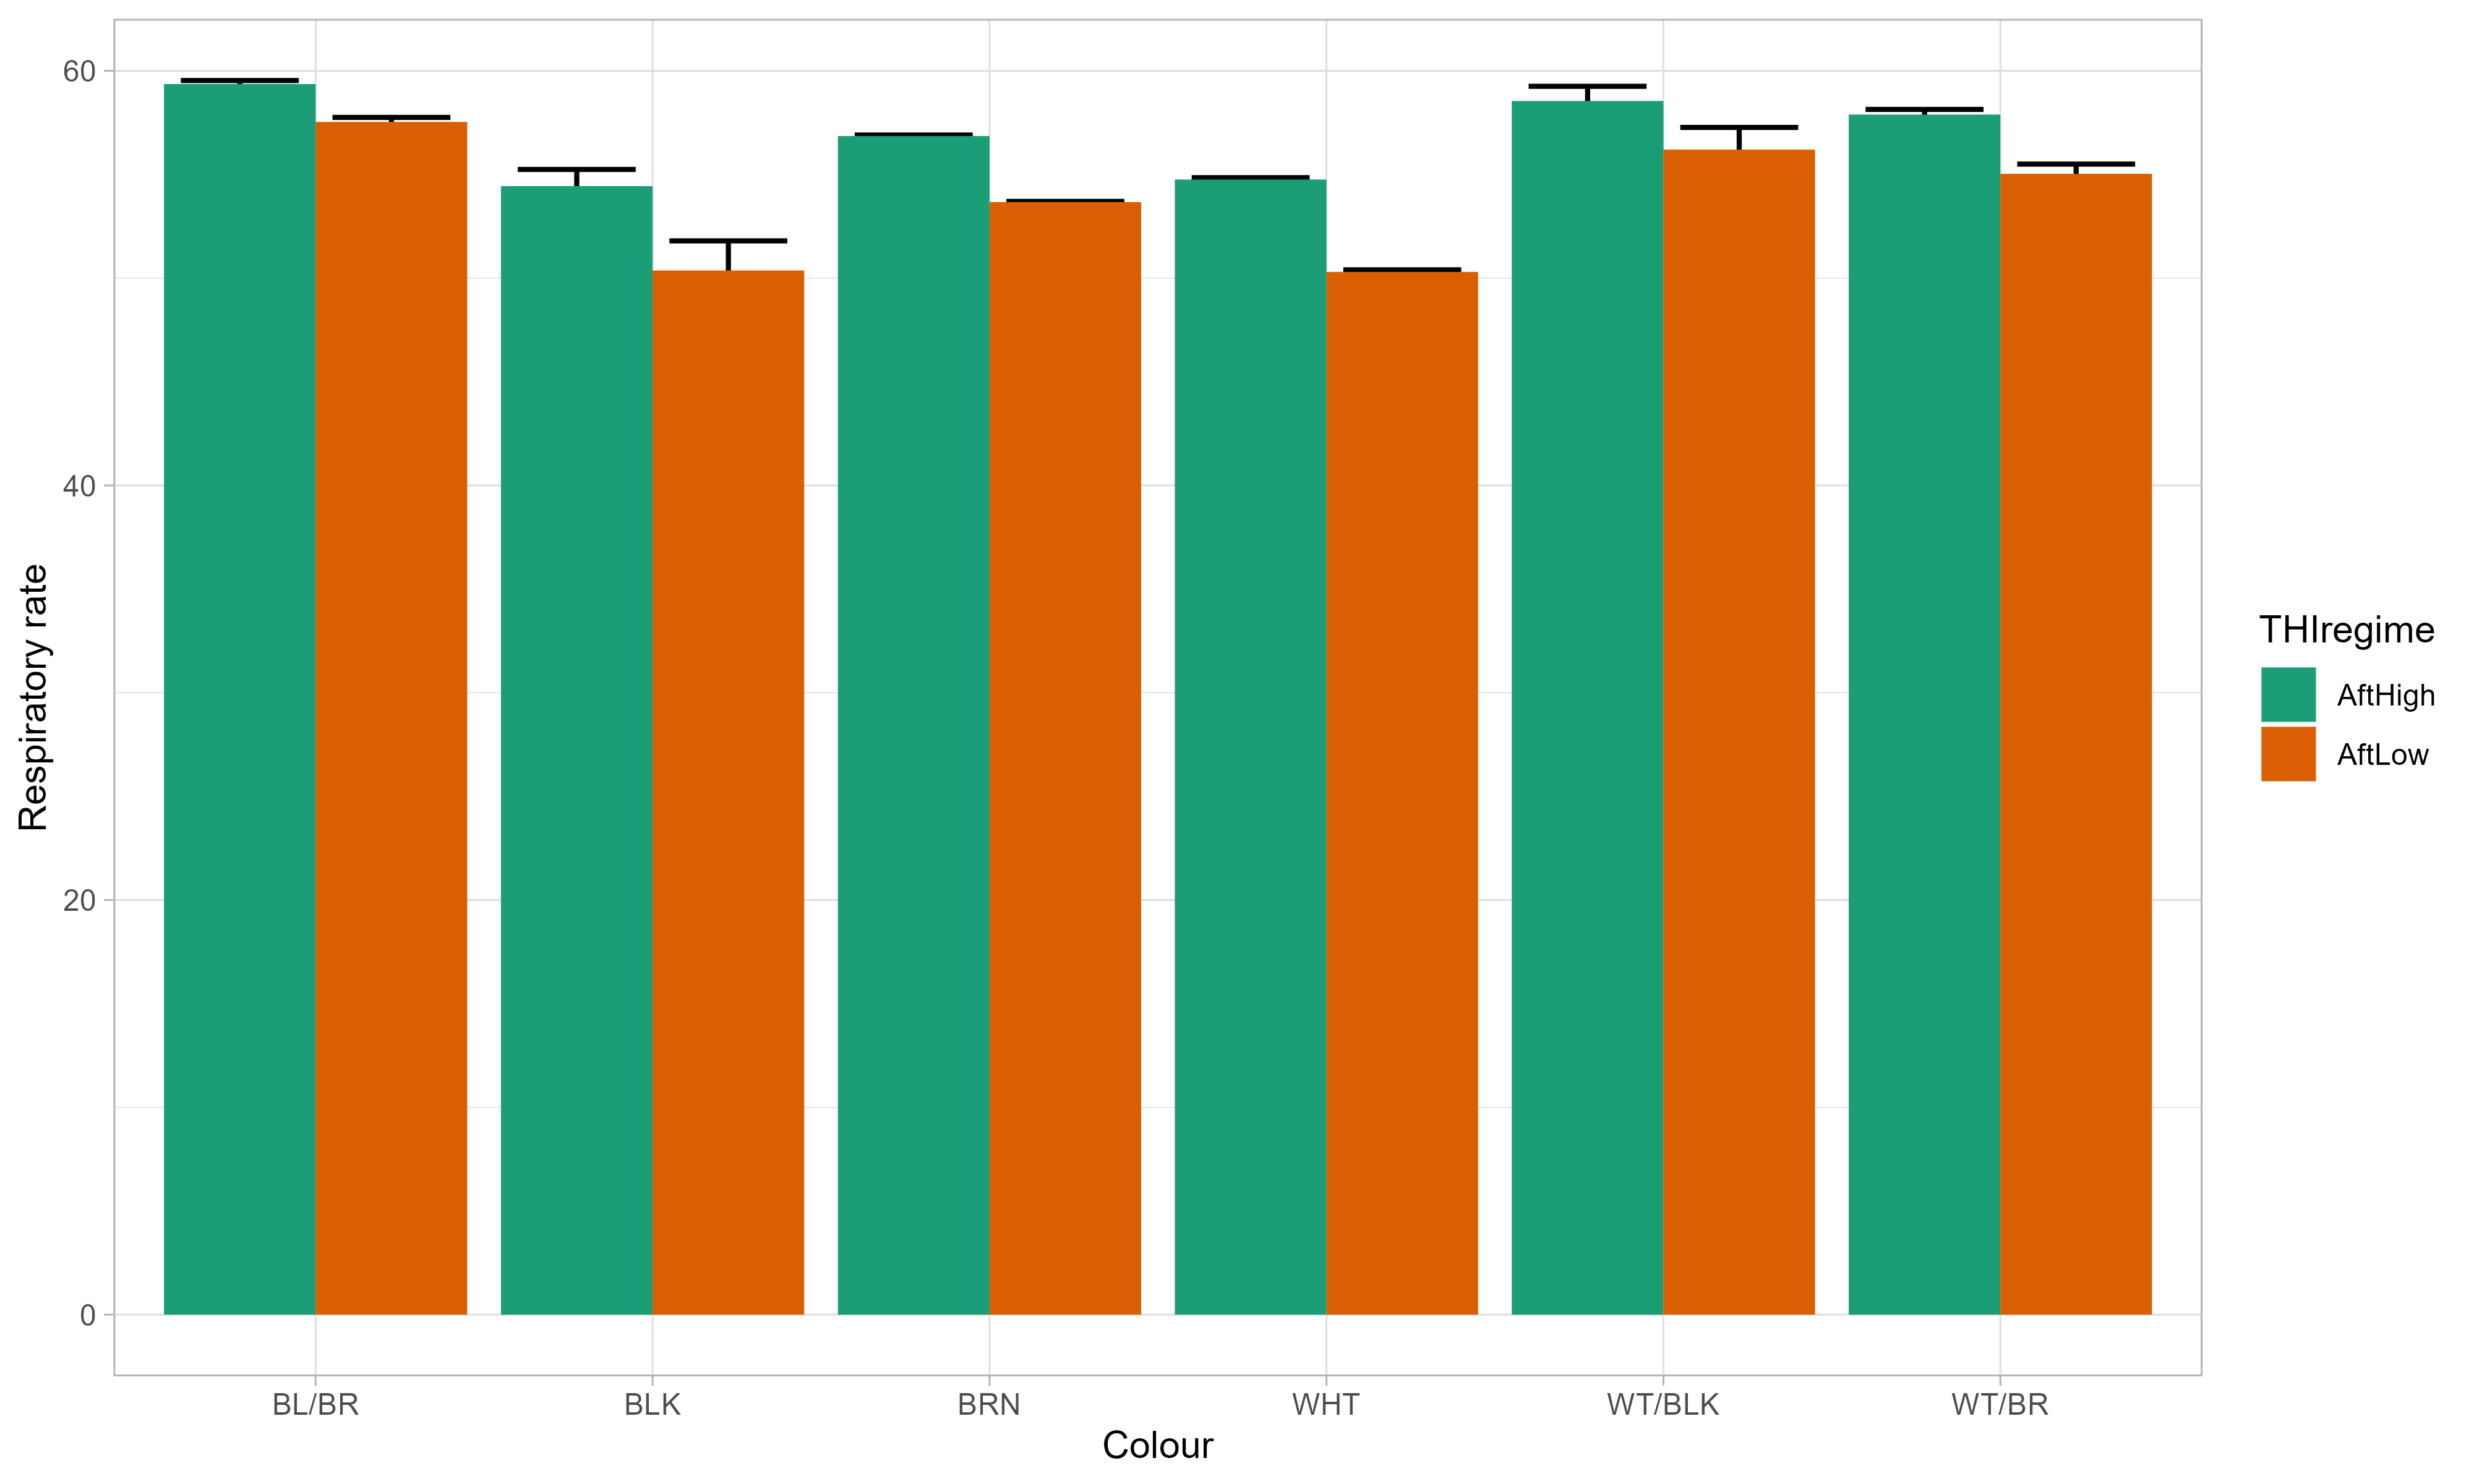 60
40
20
0
Respiratory rate
BL/BR BLK BRN WHT WT/BLK WT/BR
Colour
THIregime
AftHigh
AftLow